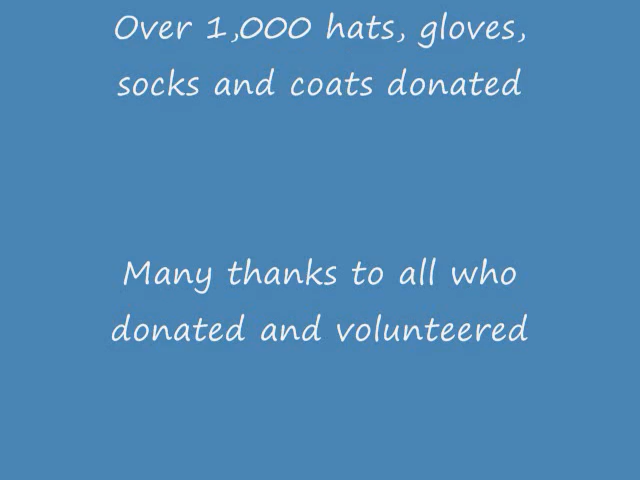 Over 1,000 hats, gloves,
socks and coats donated
Many thanks to all who
donated and volunteered